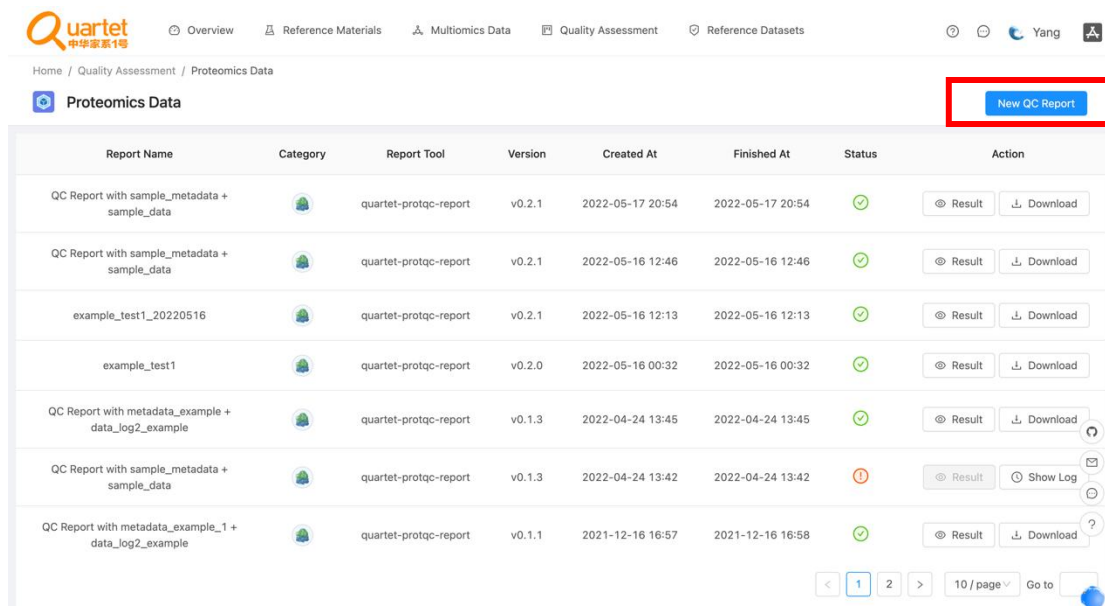 Quartet
中华家系1号
Overview
Reference Materials
Multiomics Data
Quality Assessment
Reference Datasets
Yang
Home / Quality Assessment / Proteomics Data
Proteomics Data
New QC Report
Report Name Category Report Tool Version Created At Finished At Status Action
QC Report with sample_metadata +
sample_data
quartet-protqc-report v0.2.1 2022-05-17 20:54 2022-05-17 20:54 Result Download
QC Report with sample_metadata +
sample_data
quartet-protqc-report v0.2.1 2022-05-16 12:46 2022-05-16 12:46 Result Download
example_test1_20220516 quartet-protqc-report v0.2.1 2022-05-16 12:13 2022-05-16 12:13 Result Download
example_test1 quartet-protqc-report v0.2.0 2022-05-16 00:32 2022-05-16 00:32 Result Download
QC Report with metadata_example +
data_log2_example
quartet-protqc-report v0.1.3 2022-04-24 13:45 2022-04-24 13:45 Result Download
QC Report with sample_metadata +
sample_data
quartet-protqc-report v0.1.3 2022-04-24 13:42 2022-04-24 13:42 Result Show Log
QC Report with metadata_example_1 +
data_log2_example
quartet-protqc-report v0.1.1 2021-12-16 16:57 2021-12-16 16:58 Result Download
< 1 2 > 10 / page Go to